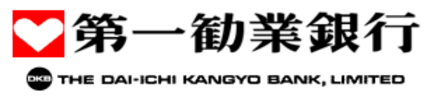 第一勧業銀行
DKB THE DAI-ICHI KANGYO BANK, LIMITED